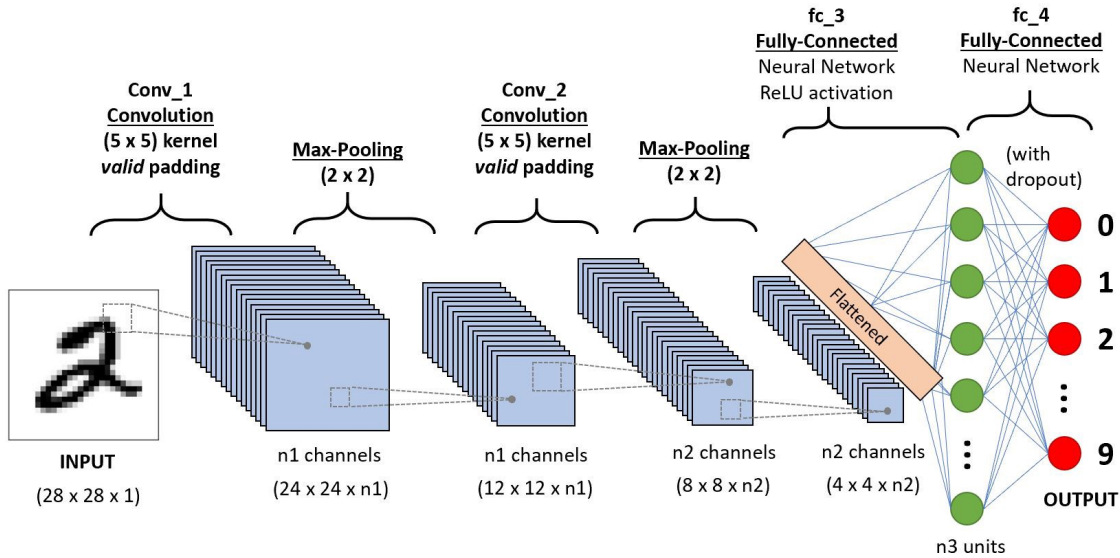 Conv_1
Convolution
(5 x 5) kernel
valid padding
Max-Pooling
(2 x 2)
Conv_2
Convolution
(5 x 5) kernel
valid padding
Max-Pooling
(2 x 2)
fc_3
Fully-Connected
Neural Network
ReLU activation
fc_4
Fully-Connected
Neural Network
(with
dropout)
Flattened
0
1
2
9
OUTPUT
INPUT
(28 x 28 x 1)
n1 channels
(24 x 24 x n1)
n1 channels
(12 x 12 x n1)
n2 channels
(8 x 8 x n2)
n2 channels
(4 x 4 x n2)
n3 units
2